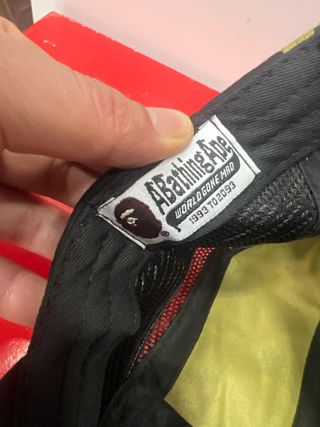 ABathingApe
WORLD GONE MAD
1993 TO 2093
®